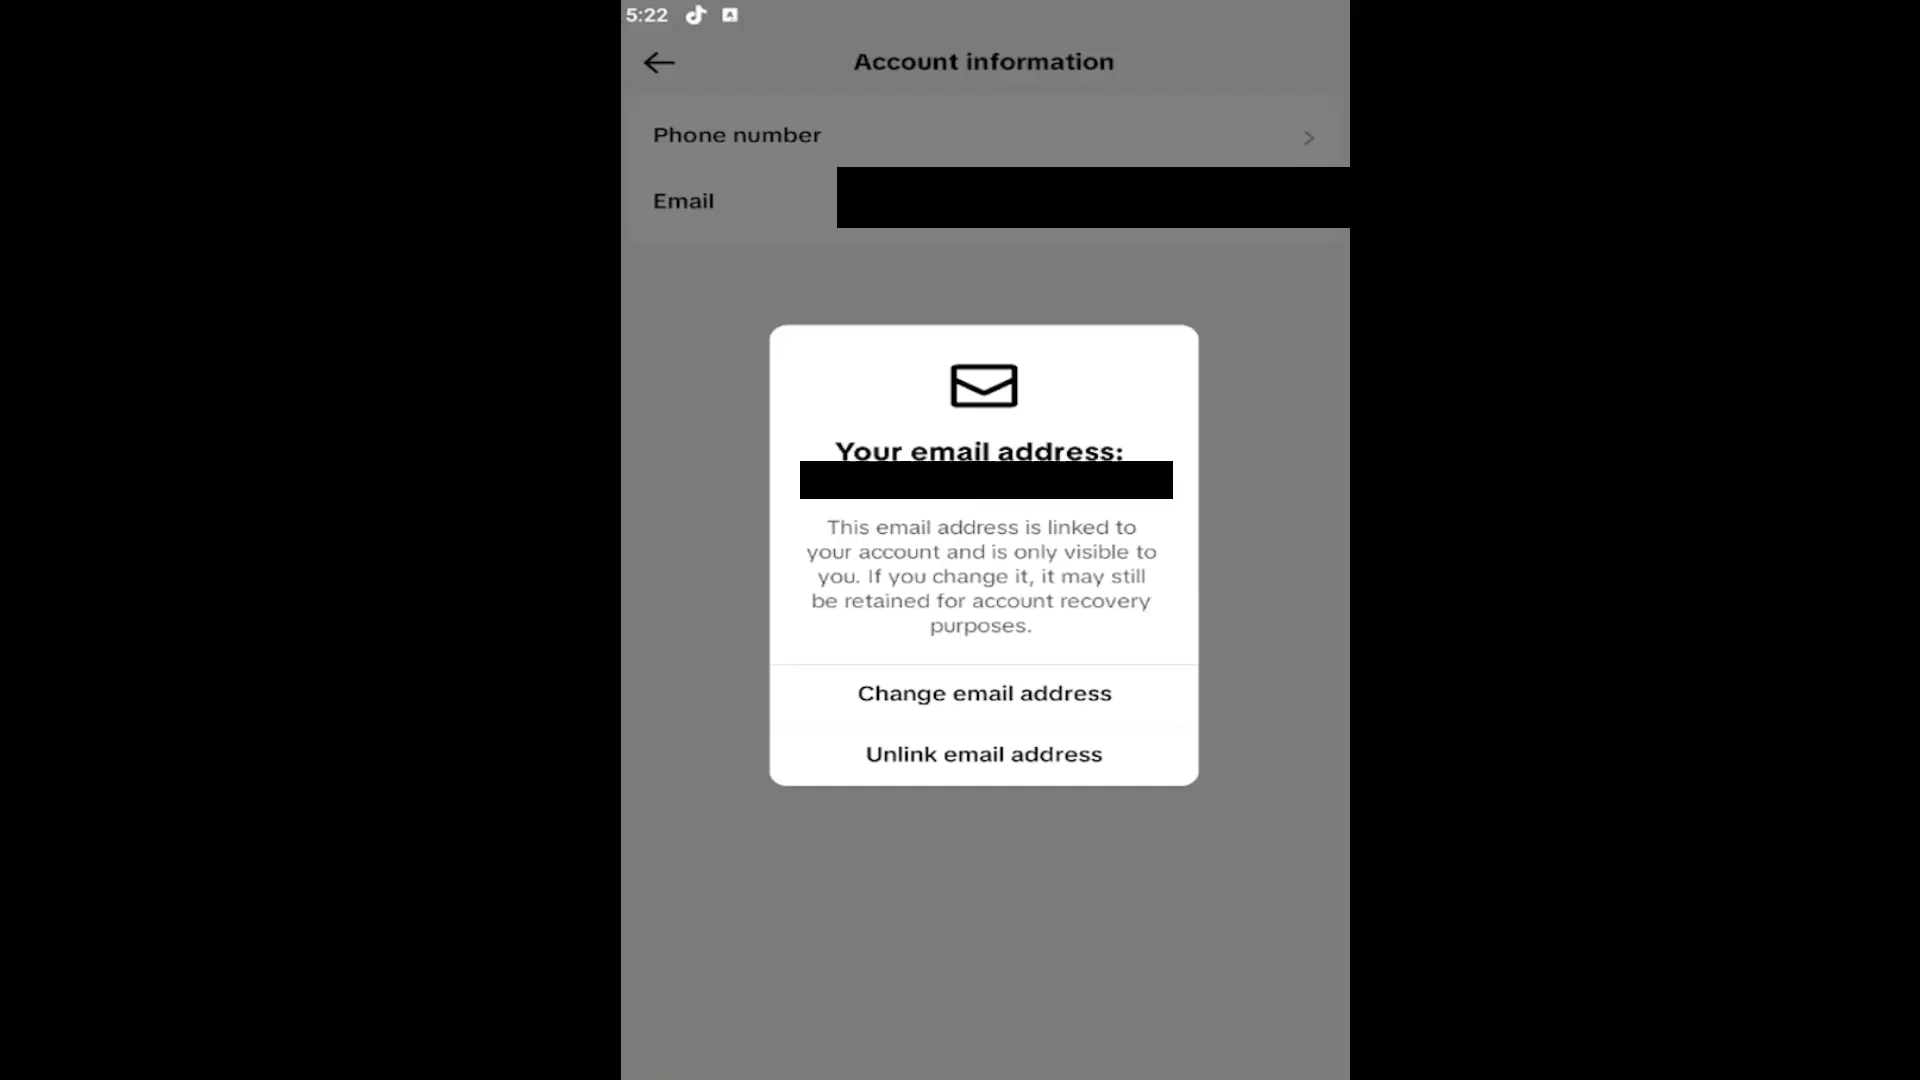 5:22
Account information
Phone number
Email
Your email address:
This email address is linked to
your account and is only visible to
you. If you change it, it may still
be retained for account recovery
purposes.
Change email address
Unlink email address